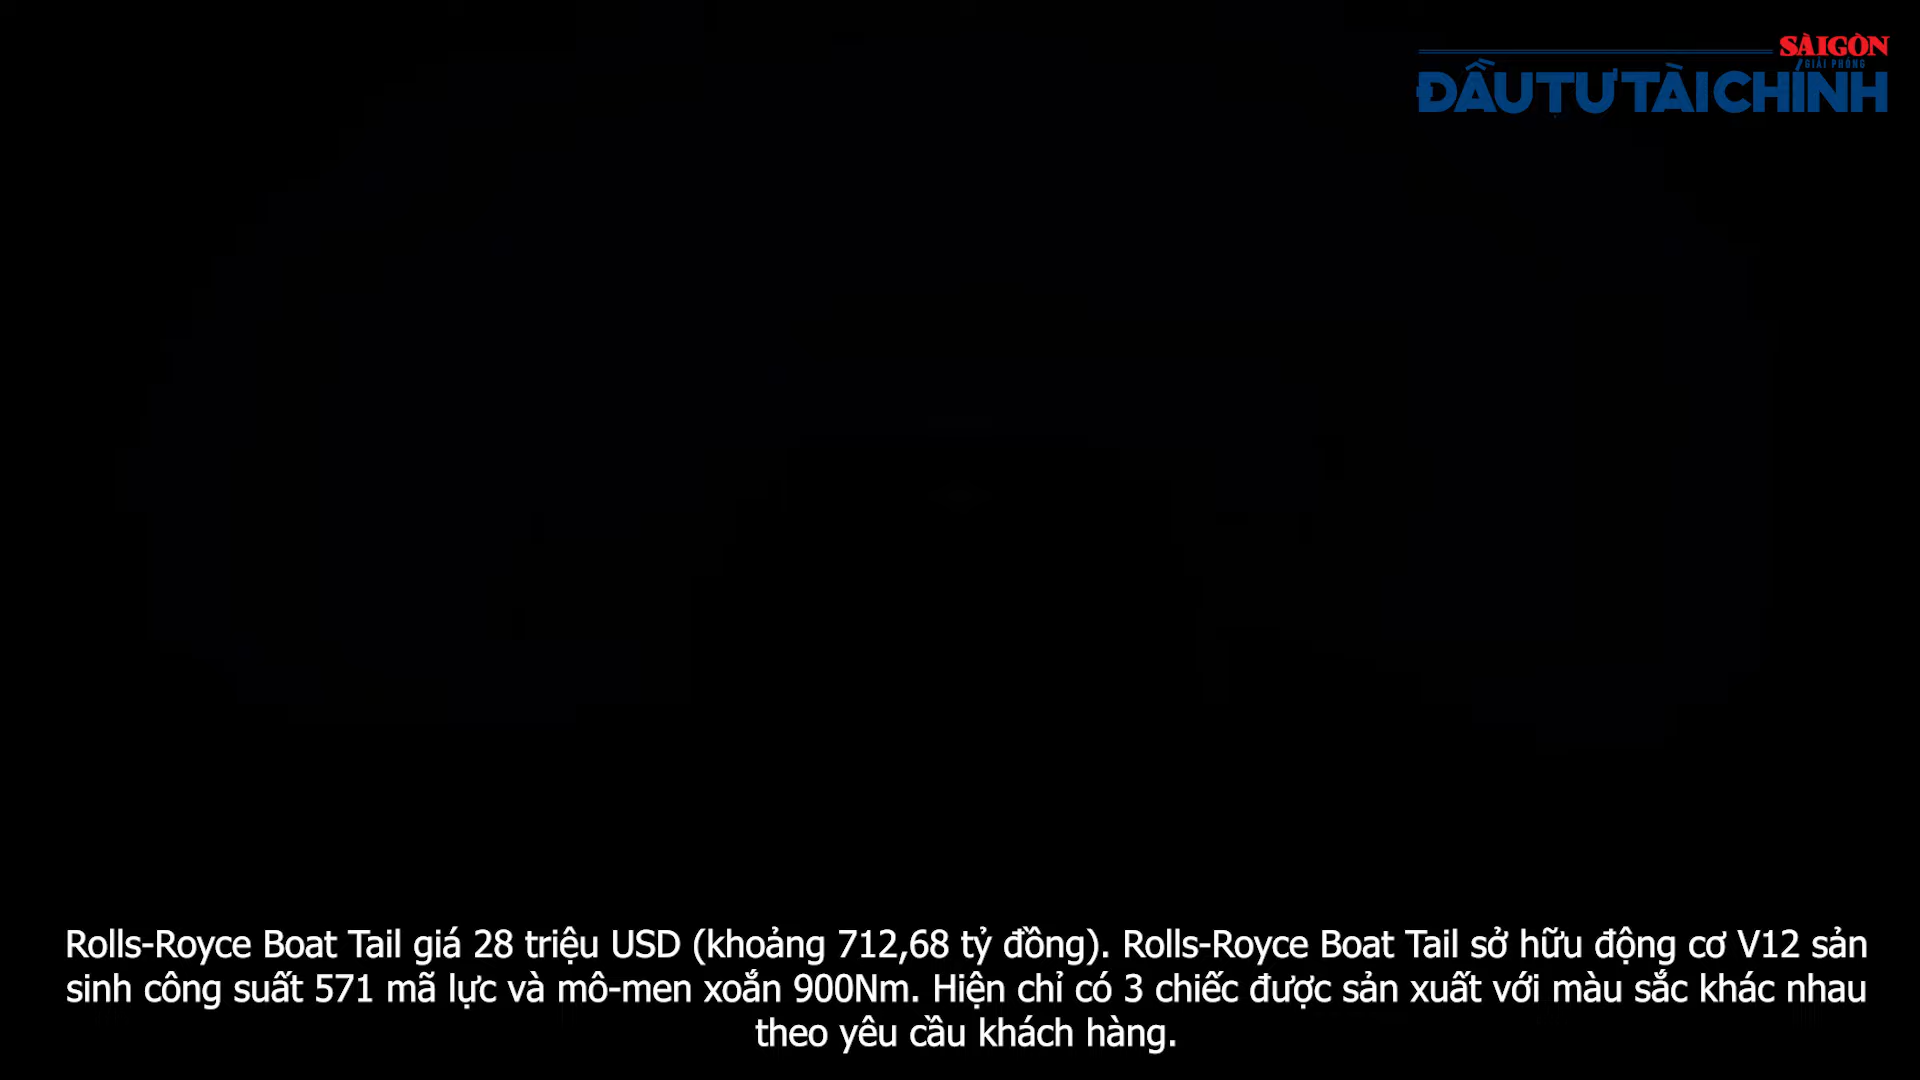 SÀI GÒN
GIẢI PHÓNG
ĐẦU TƯ TÀI CHÍNH
Rolls-Royce Boat Tail giá 28 triệu USD (khoảng 712,68 tỷ đồng). Rolls-Royce Boat Tail sở hữu động cơ V12 sản
sinh công suất 571 mã lực và mô-men xoắn 900Nm. Hiện chỉ có 3 chiếc được sản xuất với màu sắc khác nhau
theo yêu cầu khách hàng.